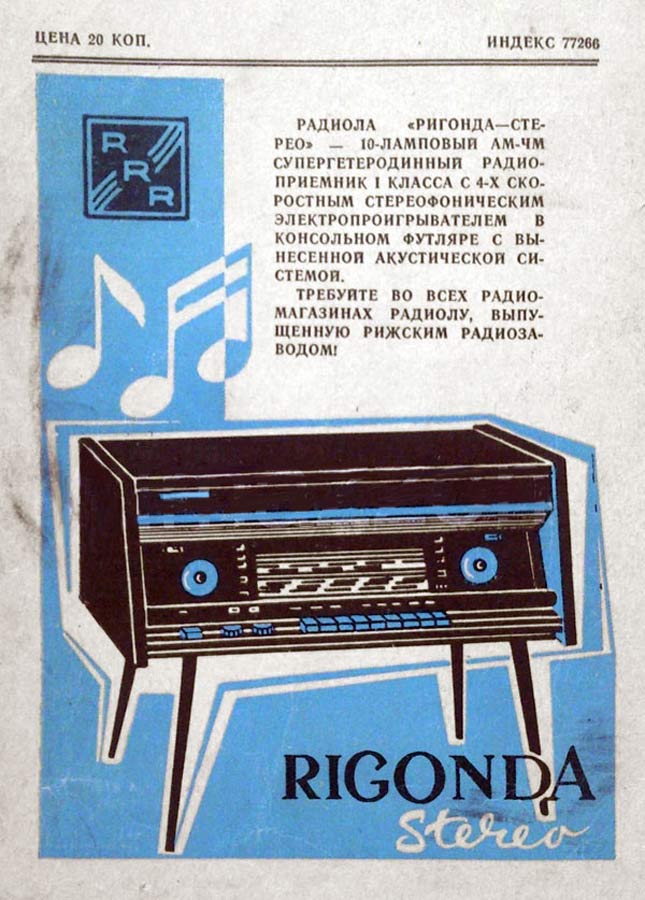 ЦЕНА 20 КОП.
ИНДЕКС 77266
R
R
R
РАДИОЛА «РИГОНДА—СТЕ-
РЕО» — 10-ЛАМПОВЫЙ АМ-ЧМ
СУПЕРГЕТЕРОДИННЫЙ РАДИО-
ПРИЕМНИК I КЛАССА С 4-Х СКО-
РОСТНЫМ СТЕРЕОФОНИЧЕСКИМ
ЭЛЕКТРОПРОИГРЫВАТЕЛЕМ В
КОНСОЛЬНОМ ФУТЛЯРЕ С ВЫ-
НЕСЕННОЙ АКУСТИЧЕСКОЙ СИ-
СТЕМОЙ.
ТРЕБУЙТЕ ВО ВСЕХ РАДИО-
МАГАЗИНАХ РАДИОЛУ, ВЫПУ-
ЩЕННУЮ РИЖСКИМ РАДИОЗА-
ВОДОМ!
RIGONDA
Stereo